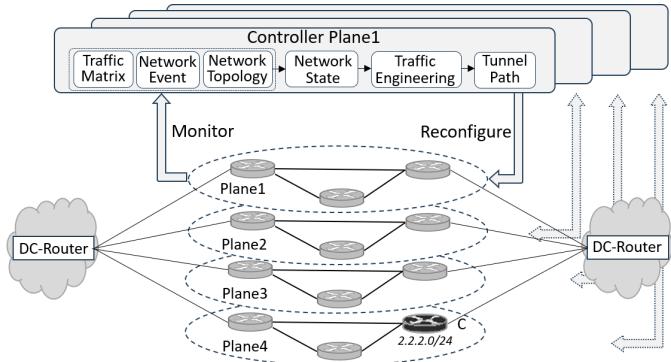 Controller Plane1
Traffic
Matrix
Network
Event
Network
Topology
Network
State
Traffic
Engineering
Tunnel
Path
Monitor
Reconfigure
Plane1
Plane2
DC-Router
DC-Router
Plane3
C
Plane4
2.2.2.0/24